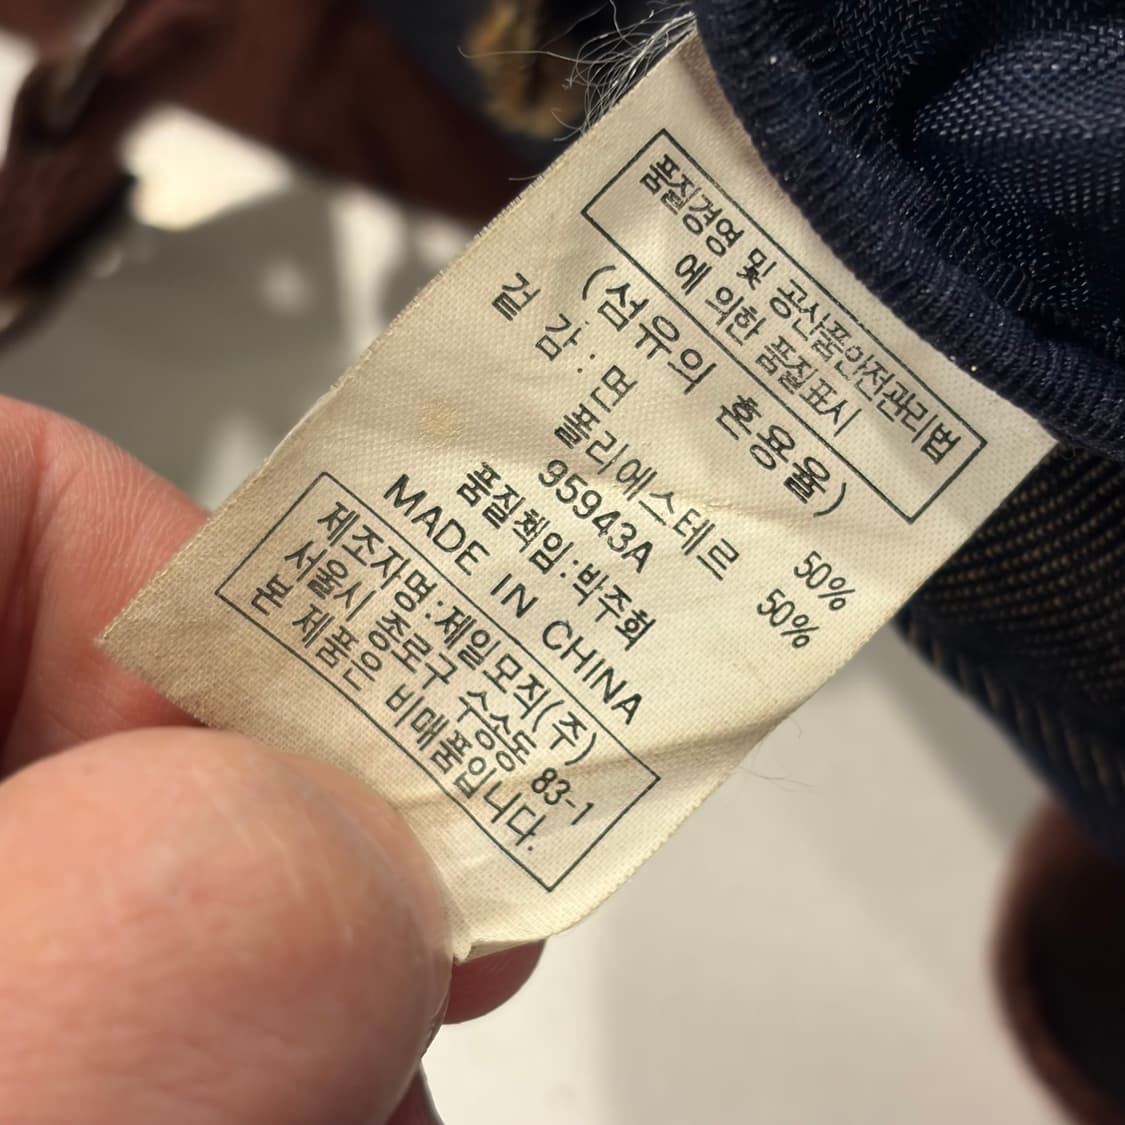 품질경영 및 공산품안전관리법
에 의한 품질표시
(섬유의 혼용율)
겉 감 : 면 50%
폴리에스테르 50%
95943A
품질책임:박주희
MADE IN CHINA
제조자명:제일모직(주)
서울시 종로구 수송동 83-1
본 제품은 비매품입니다.